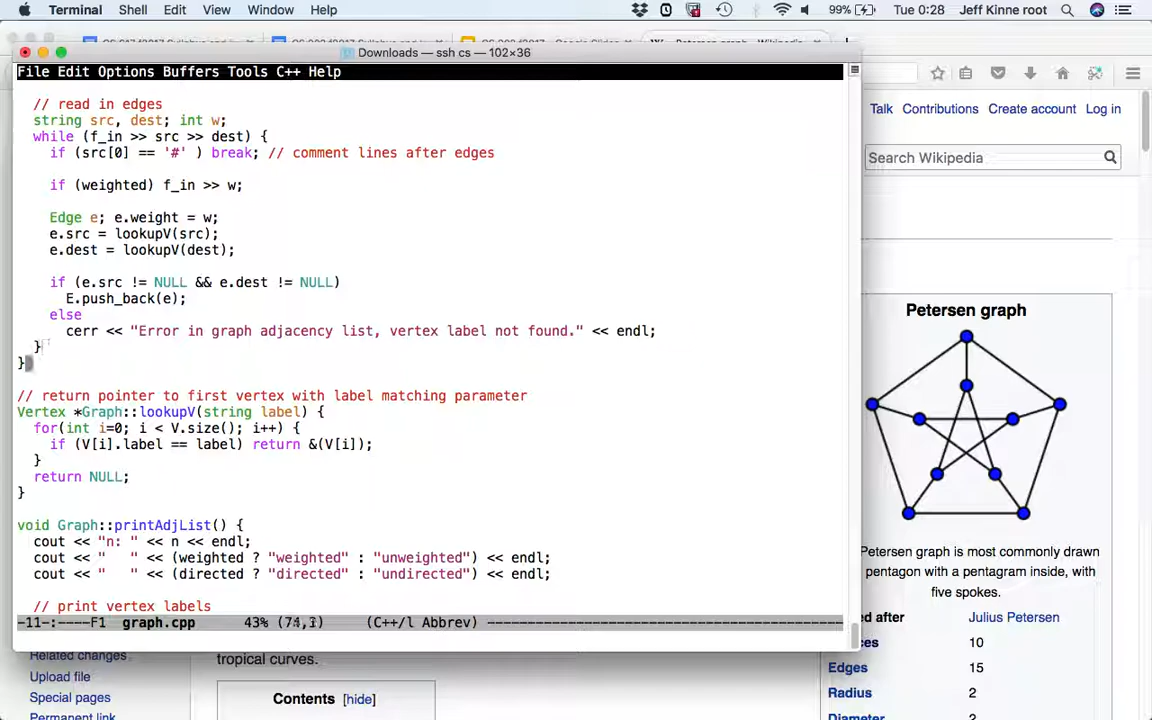 Terminal Shell Edit View Window Help 99% Tue 0:28 Jeff Kinne root
Downloads — ssh cs — 102×36
File Edit Options Buffers Tools C++ Help
// read in edges
string src, dest; int w;
while (f_in >> src >> dest) {
if (src[0] == '#' ) break; // comment lines after edges
if (weighted) f_in >> w;
Edge e; e.weight = w;
e.src = lookupV(src);
e.dest = lookupV(dest);
if (e.src != NULL && e.dest != NULL)
E.push_back(e);
else
cerr << "Error in graph adjacency list, vertex label not found." << endl;
}
}
// return pointer to first vertex with label matching parameter
Vertex *Graph::lookupV(string label) {
for(int i=0; i < V.size(); i++) {
if (V[i].label == label) return &(V[i]);
}
return NULL;
}
void Graph::printAdjList() {
cout << "n: " << n << endl;
cout << "   " << (weighted ? "weighted" : "unweighted") << endl;
cout << "   " << (directed ? "directed" : "undirected") << endl;
// print vertex labels
-11-:----F1 graph.cpp 43% (74,1) (C++/l Abbrev)
Talk Contributions Create account Log in
Search Wikipedia
Petersen graph
Petersen graph is most commonly drawn
pentagon with a pentagram inside, with
five spokes.
after Julius Petersen
10
Edges 15
Radius 2
Diameter 2
Related changes
Upload file
Special pages
Permanent link
tropical curves.
Contents [hide]